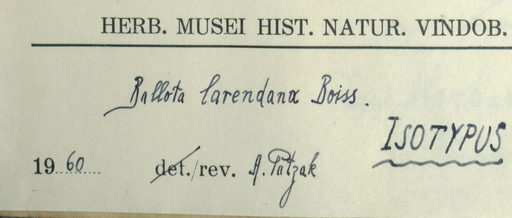 HERB. MUSEI HIST. NATUR. VINDOB.
Ballota larendana Boiss.
ISOTYPUS
1960 det./rev. A. Patzak